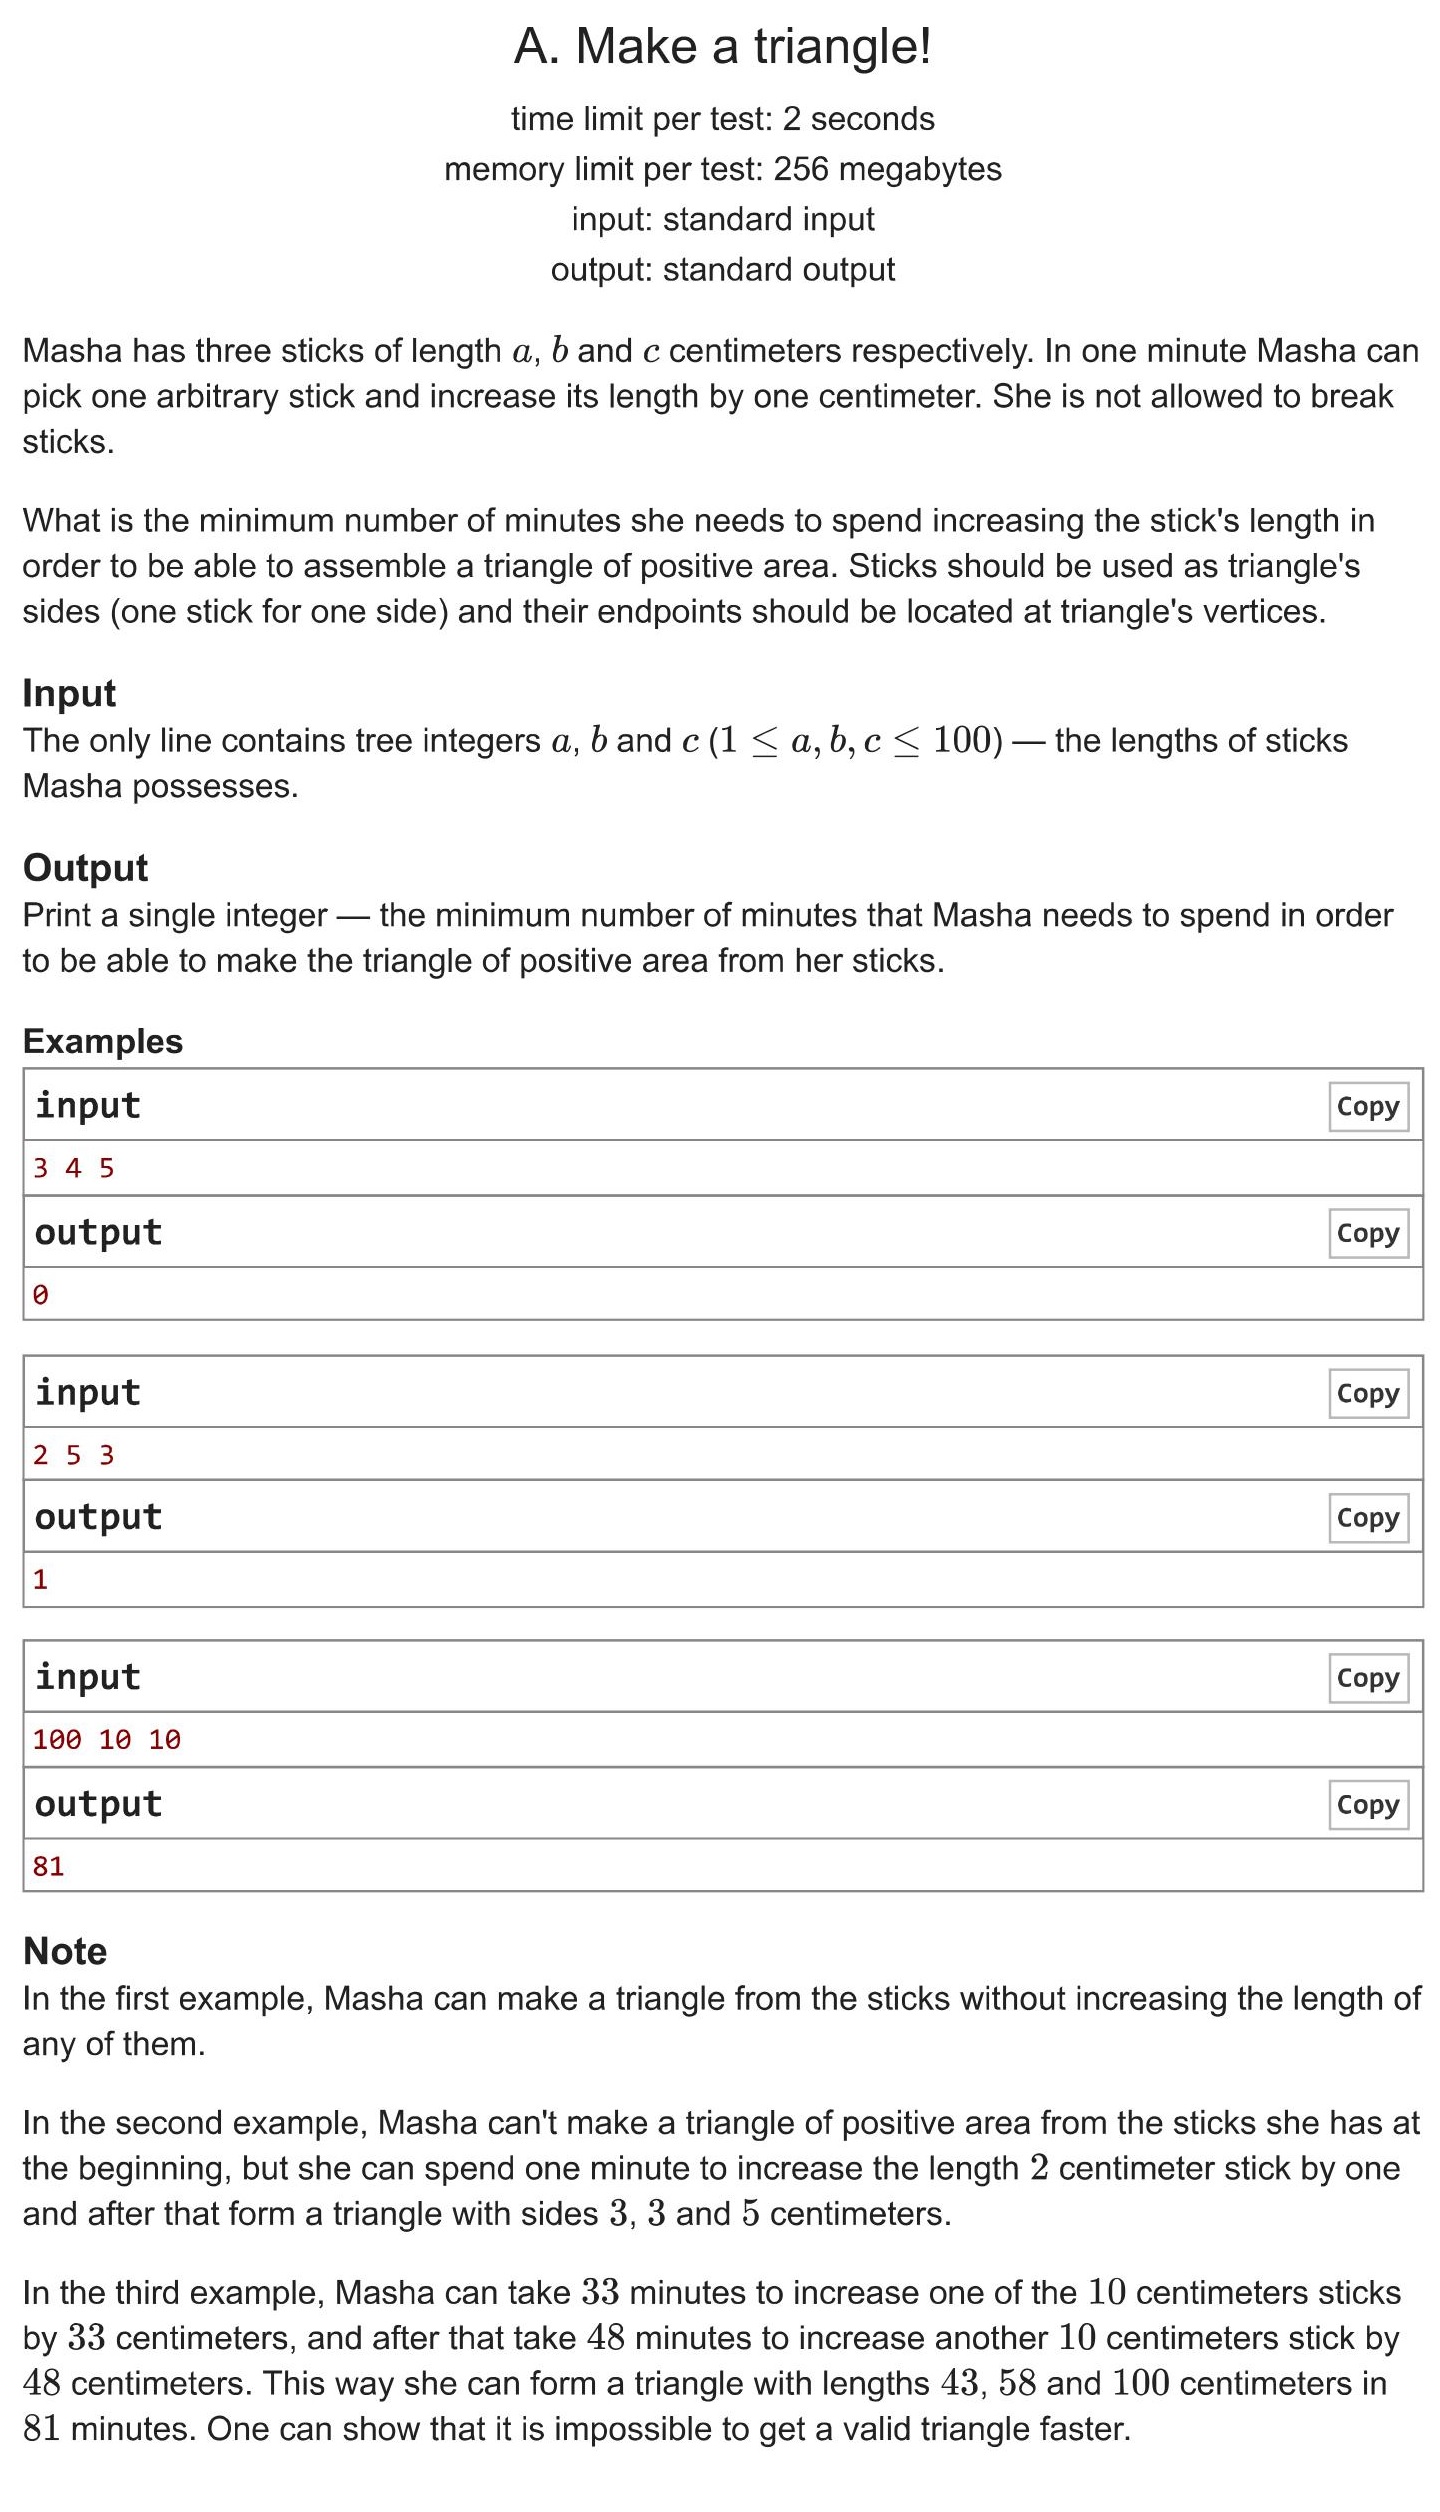 A. Make a triangle!
time limit per test: 2 seconds
memory limit per test: 256 megabytes
input: standard input
output: standard output
Masha has three sticks of length a, b and c centimeters respectively. In one minute Masha can
pick one arbitrary stick and increase its length by one centimeter. She is not allowed to break
sticks.
What is the minimum number of minutes she needs to spend increasing the stick's length in
order to be able to assemble a triangle of positive area. Sticks should be used as triangle's
sides (one stick for one side) and their endpoints should be located at triangle's vertices.
Input
The only line contains tree integers a, b and c (1 ≤ a, b, c ≤ 100) — the lengths of sticks
Masha possesses.
Output
Print a single integer — the minimum number of minutes that Masha needs to spend in order
to be able to make the triangle of positive area from her sticks.
Examples
input Copy
3 4 5
output Copy
0
input Copy
2 5 3
output Copy
1
input Copy
100 10 10
output Copy
81
Note
In the first example, Masha can make a triangle from the sticks without increasing the length of
any of them.
In the second example, Masha can't make a triangle of positive area from the sticks she has at
the beginning, but she can spend one minute to increase the length 2 centimeter stick by one
and after that form a triangle with sides 3, 3 and 5 centimeters.
In the third example, Masha can take 33 minutes to increase one of the 10 centimeters sticks
by 33 centimeters, and after that take 48 minutes to increase another 10 centimeters stick by
48 centimeters. This way she can form a triangle with lengths 43, 58 and 100 centimeters in
81 minutes. One can show that it is impossible to get a valid triangle faster.